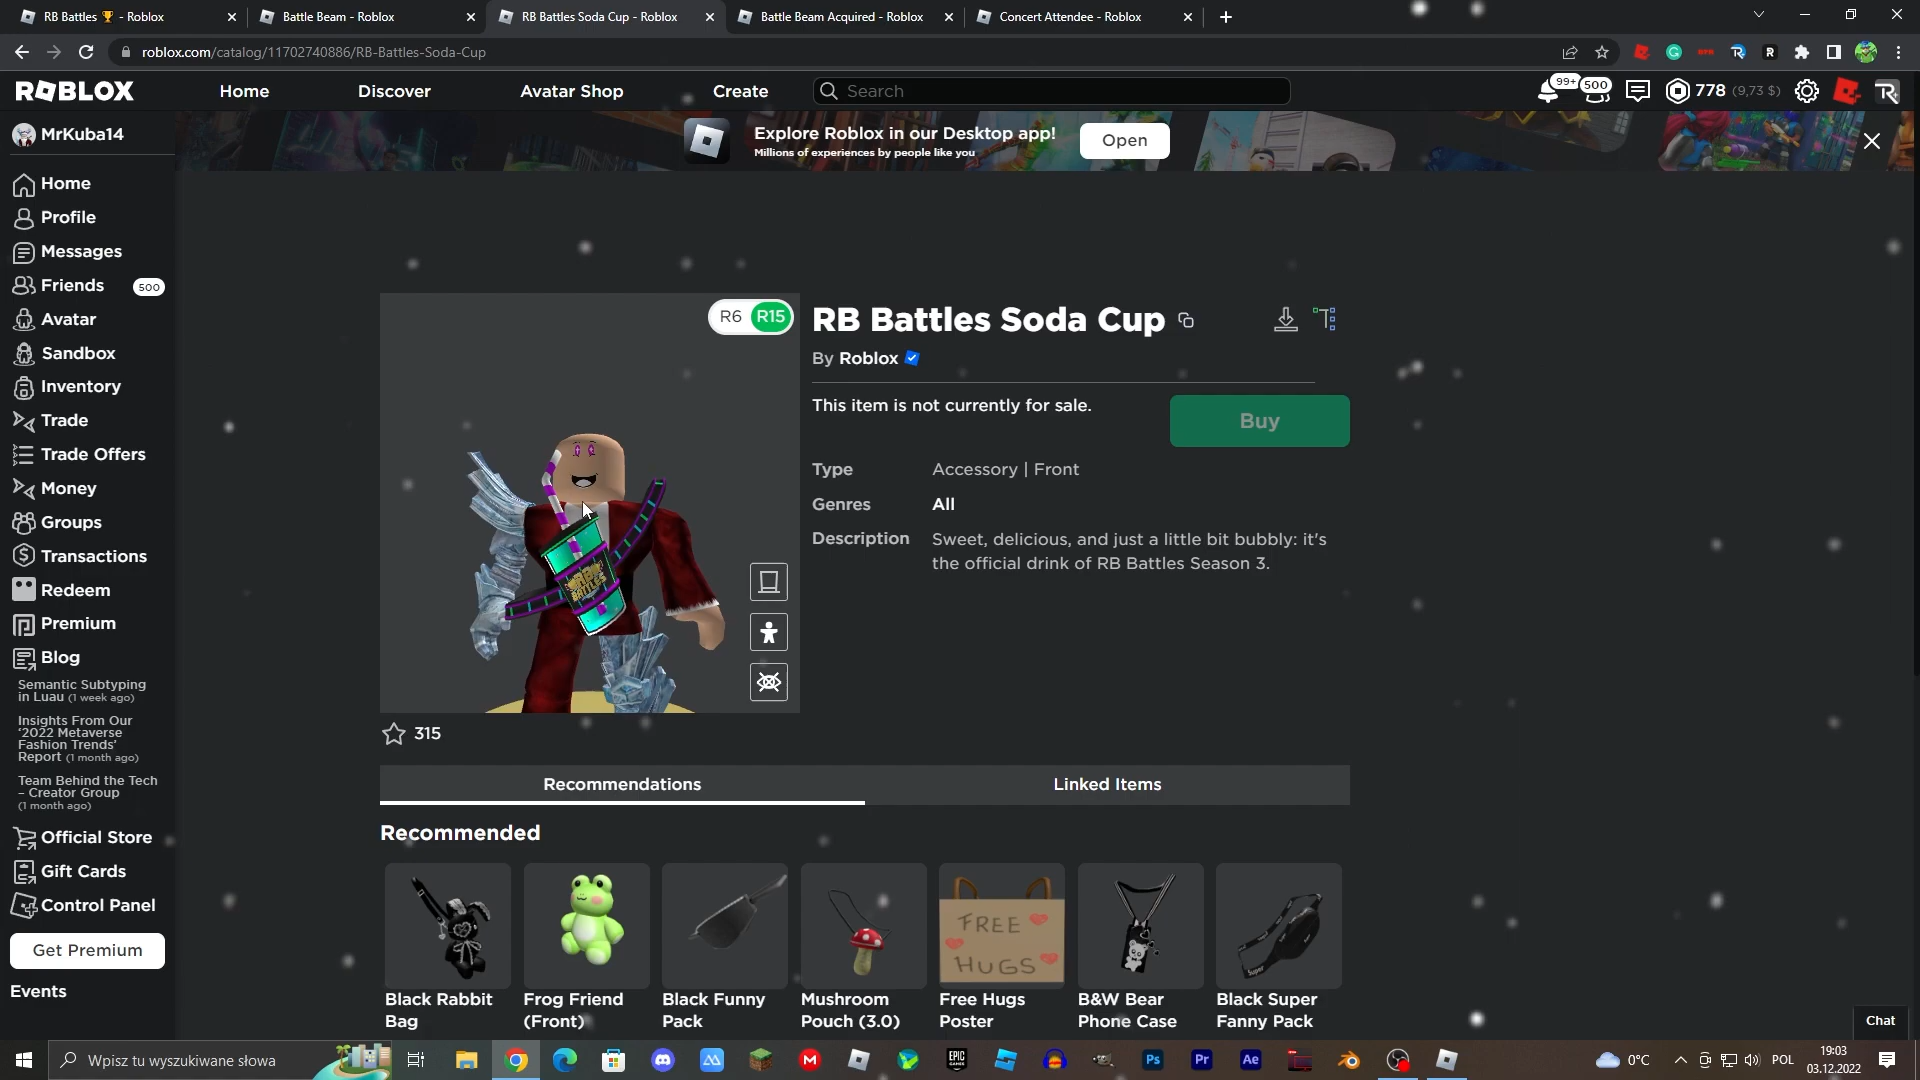 RB Battles 🏆 - Roblox
Battle Beam - Roblox
RB Battles Soda Cup - Roblox
Battle Beam Acquired - Roblox
Concert Attendee - Roblox
roblox.com/catalog/11702740886/RB-Battles-Soda-Cup
ROBLOX
Home
Discover
Avatar Shop
Create
Search
99+
500
778 (9,73 $)
MrKuba14
Explore Roblox in our Desktop app!
Millions of experiences by people like you
Open
Home
Profile
Messages
Friends
500
Avatar
Sandbox
Inventory
Trade
Trade Offers
Money
Groups
Transactions
Redeem
Premium
Blog
Semantic Subtyping
in Luau (1 week ago)
Insights From Our
‘2022 Metaverse
Fashion Trends’
Report (1 month ago)
Team Behind the Tech
– Creator Group
(1 month ago)
Official Store
Gift Cards
Control Panel
Get Premium
Events
R6 R15
RB BATTLES
RB Battles Soda Cup
By Roblox
This item is not currently for sale.
Buy
Type
Accessory | Front
Genres
All
Description
Sweet, delicious, and just a little bit bubbly: it's
the official drink of RB Battles Season 3.
315
Recommendations
Linked Items
Recommended
FREE
HUGS
Super
Black Rabbit
Bag
Frog Friend
(Front)
Black Funny
Pack
Mushroom
Pouch (3.0)
Free Hugs
Poster
B&W Bear
Phone Case
Black Super
Fanny Pack
Chat
Wpisz tu wyszukiwane słowa
EPIC
GAMES
Ps
Pr
Ae
0°C
POL
19:03
03.12.2022